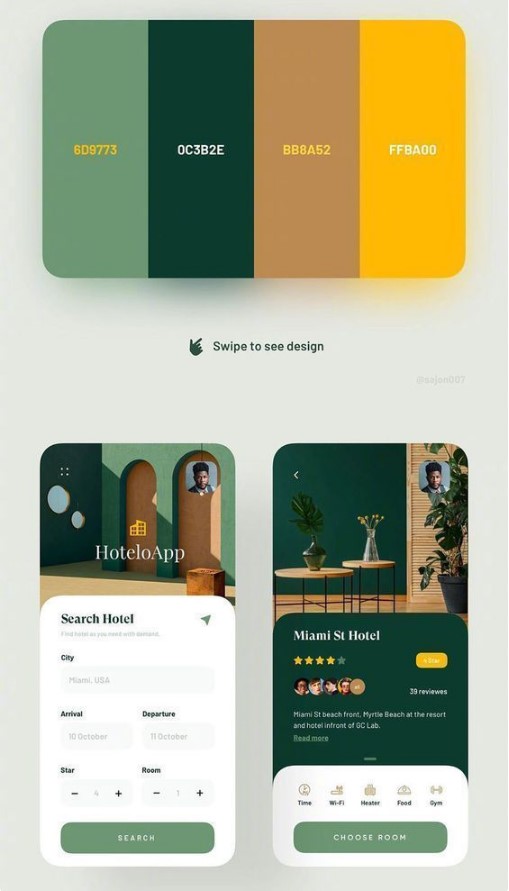 6D9773
0C3B2E
BB8A52
FFBA00
Swipe to see design
@sajon007
HoteloApp
Search Hotel
Find hotel as you need with demand.
City
Miami, USA
Arrival
Departure
10 October
11 October
Star
Room
− 4 +
− 1 +
SEARCH
Miami St Hotel
4 Star
39 reviewes
Miami St beach front, Myrtle Beach at the resort
and hotel infront of GC Lab.
Read more
Time
Wi-Fi
Heater
Food
Gym
CHOOSE ROOM